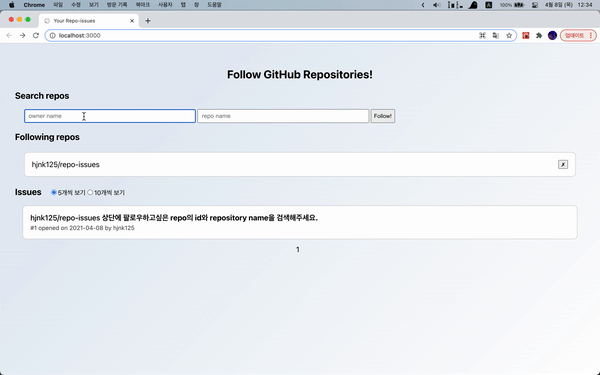 Chrome 파일 수정 보기 방문 기록 북마크 사용자 탭 창 도움말 100% A 4월 8일 (목) 12:34
Your Repo-issues
localhost:3000 업데이트
Follow GitHub Repositories!
Search repos
owner name repo name Follow!
Following repos
hjnk125/repo-issues x
Issues 5개씩 보기 10개씩 보기
hjnk125/repo-issues 상단에 팔로우하고싶은 repo의 id와 repository name을 검색해주세요.
#1 opened on 2021-04-08 by hjnk125
1